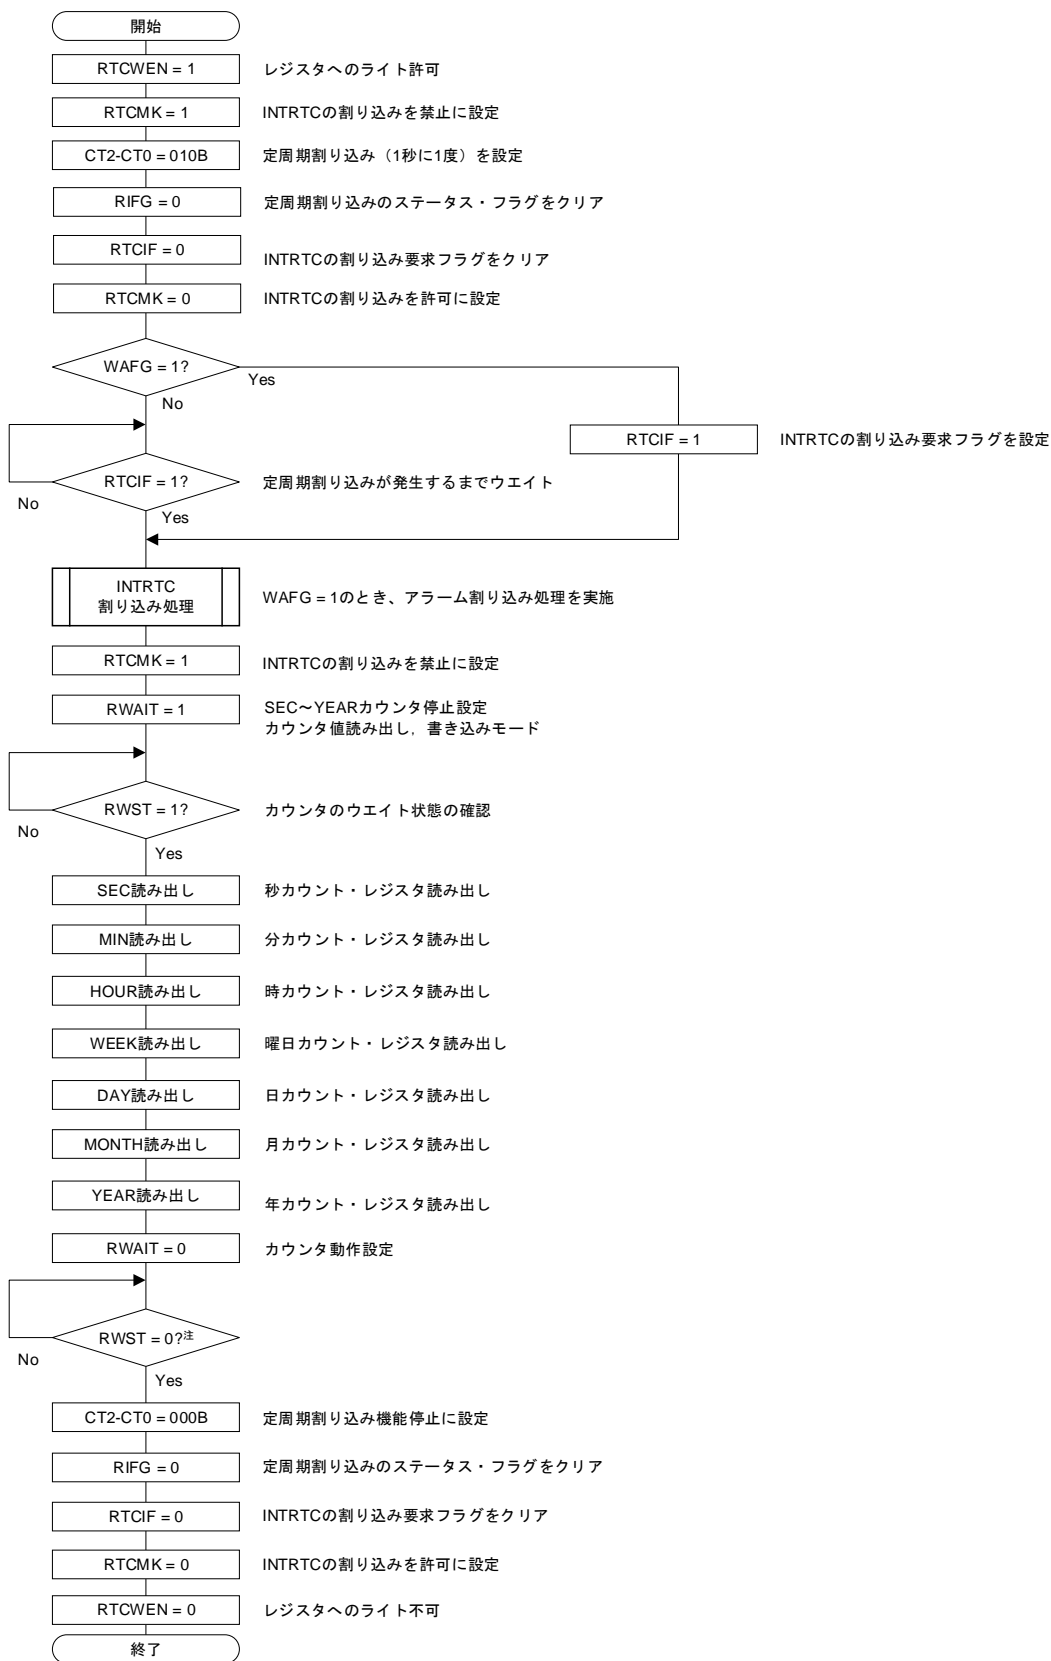 開始
RTCWEN = 1
レジスタへのライト許可
RTCMK = 1
INTRTCの割り込みを禁止に設定
CT2-CT0 = 010B
定周期割り込み（1秒に1度）を設定
RIFG = 0
定周期割り込みのステータス・フラグをクリア
RTCIF = 0
INTRTCの割り込み要求フラグをクリア
RTCMK = 0
INTRTCの割り込みを許可に設定
WAFG = 1?
Yes
No
RTCIF = 1
INTRTCの割り込み要求フラグを設定
RTCIF = 1?
定周期割り込みが発生するまでウエイト
No
Yes
INTRTC
割り込み処理
WAFG = 1のとき、アラーム割り込み処理を実施
RTCMK = 1
INTRTCの割り込みを禁止に設定
RWAIT = 1
SEC～YEARカウンタ停止設定
カウンタ値読み出し，書き込みモード
RWST = 1?
カウンタのウエイト状態の確認
No
Yes
SEC読み出し
秒カウント・レジスタ読み出し
MIN読み出し
分カウント・レジスタ読み出し
HOUR読み出し
時カウント・レジスタ読み出し
WEEK読み出し
曜日カウント・レジスタ読み出し
DAY読み出し
日カウント・レジスタ読み出し
MONTH読み出し
月カウント・レジスタ読み出し
YEAR読み出し
年カウント・レジスタ読み出し
RWAIT = 0
カウンタ動作設定
RWST = 0?注
No
Yes
CT2-CT0 = 000B
定周期割り込み機能停止に設定
RIFG = 0
定周期割り込みのステータス・フラグをクリア
RTCIF = 0
INTRTCの割り込み要求フラグをクリア
RTCMK = 0
INTRTCの割り込みを許可に設定
RTCWEN = 0
レジスタへのライト不可
終了